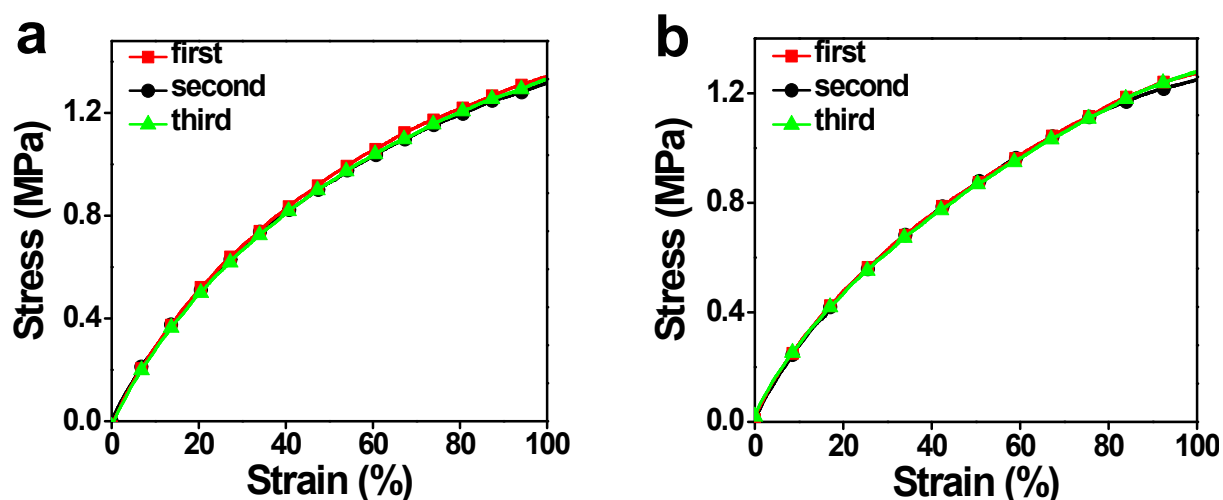 a
first
second
third
Stress (MPa)
1.2
0.8
0.4
0.0
0 20 40 60 80 100
Strain (%)
b
first
second
third
Stress (MPa)
1.2
0.8
0.4
0.0
0 20 40 60 80 100
Strain (%)